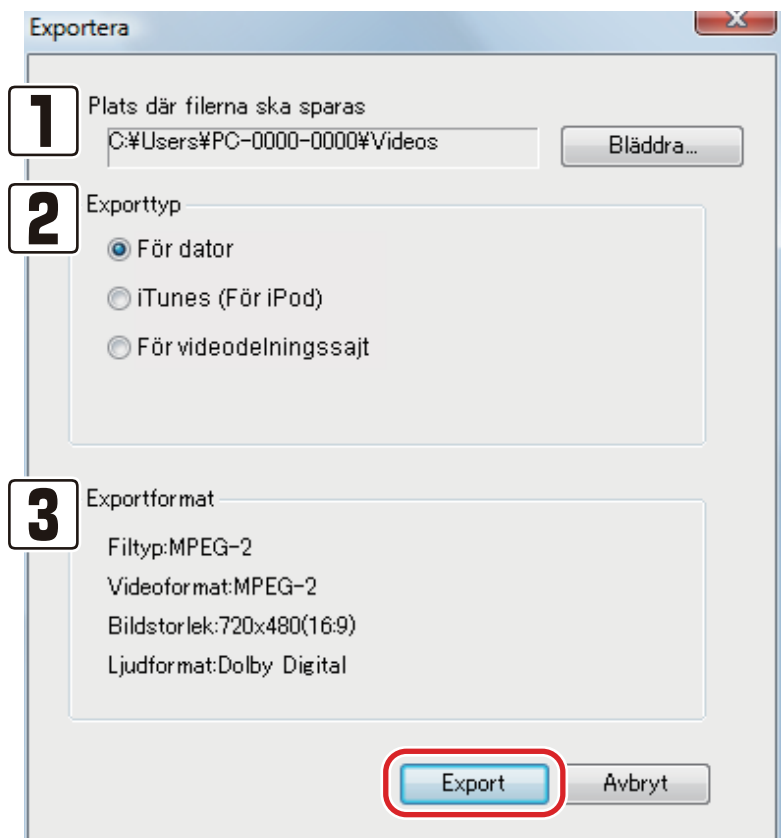 Exportera
X
1
Plats där filerna ska sparas
C:¥Users¥PC-0000-0000¥Videos
Bläddra...
2
Exporttyp
För dator
iTunes (För iPod)
För videodelningssajt
3
Exportformat
Filtyp:MPEG-2
Videoformat:MPEG-2
Bildstorlek:720x480(16:9)
Ljudformat:Dolby Digital
Export
Avbryt